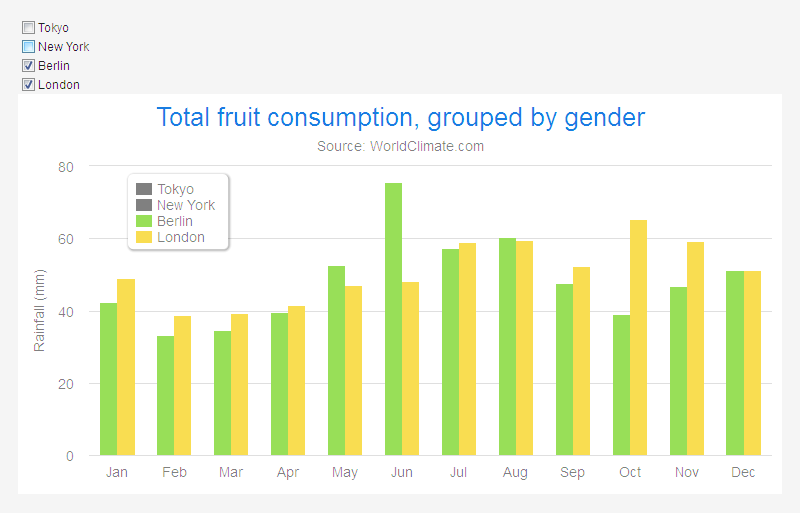 Tokyo
New York
Berlin
London
Total fruit consumption, grouped by gender
Source: WorldClimate.com
Tokyo
New York
Berlin
London
Rainfall (mm)
80
60
40
20
0
Jan Feb Mar Apr May Jun Jul Aug Sep Oct Nov Dec